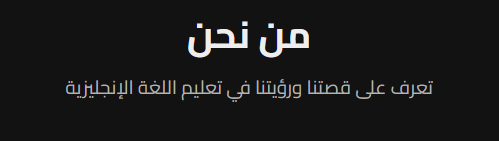 من نحن
تعرف على قصتنا ورؤيتنا في تعليم اللغة الإنجليزية